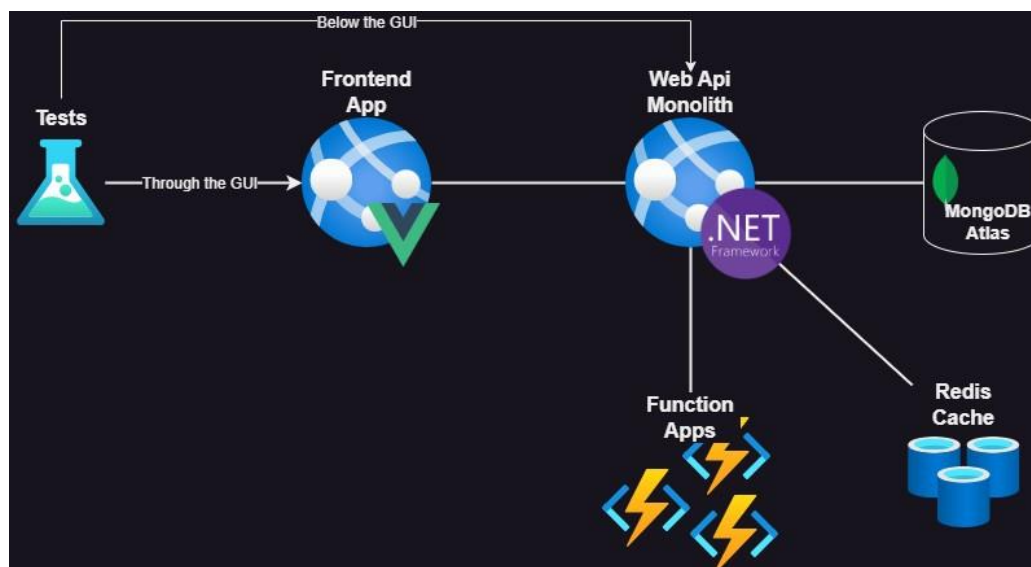 Below the GUI
Frontend
App
Web Api
Monolith
Tests
Through the GUI
.NET
Framework
MongoDB
Atlas
Function
Apps
Redis
Cache